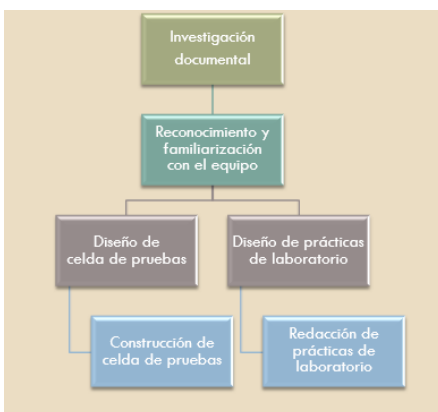 Investigación
documental
Reconocimiento y
familiarización
con el equipo
Diseño de
celda de pruebas
Diseño de prácticas
de laboratorio
Construcción de
celda de pruebas
Redacción de
prácticas de
laboratorio